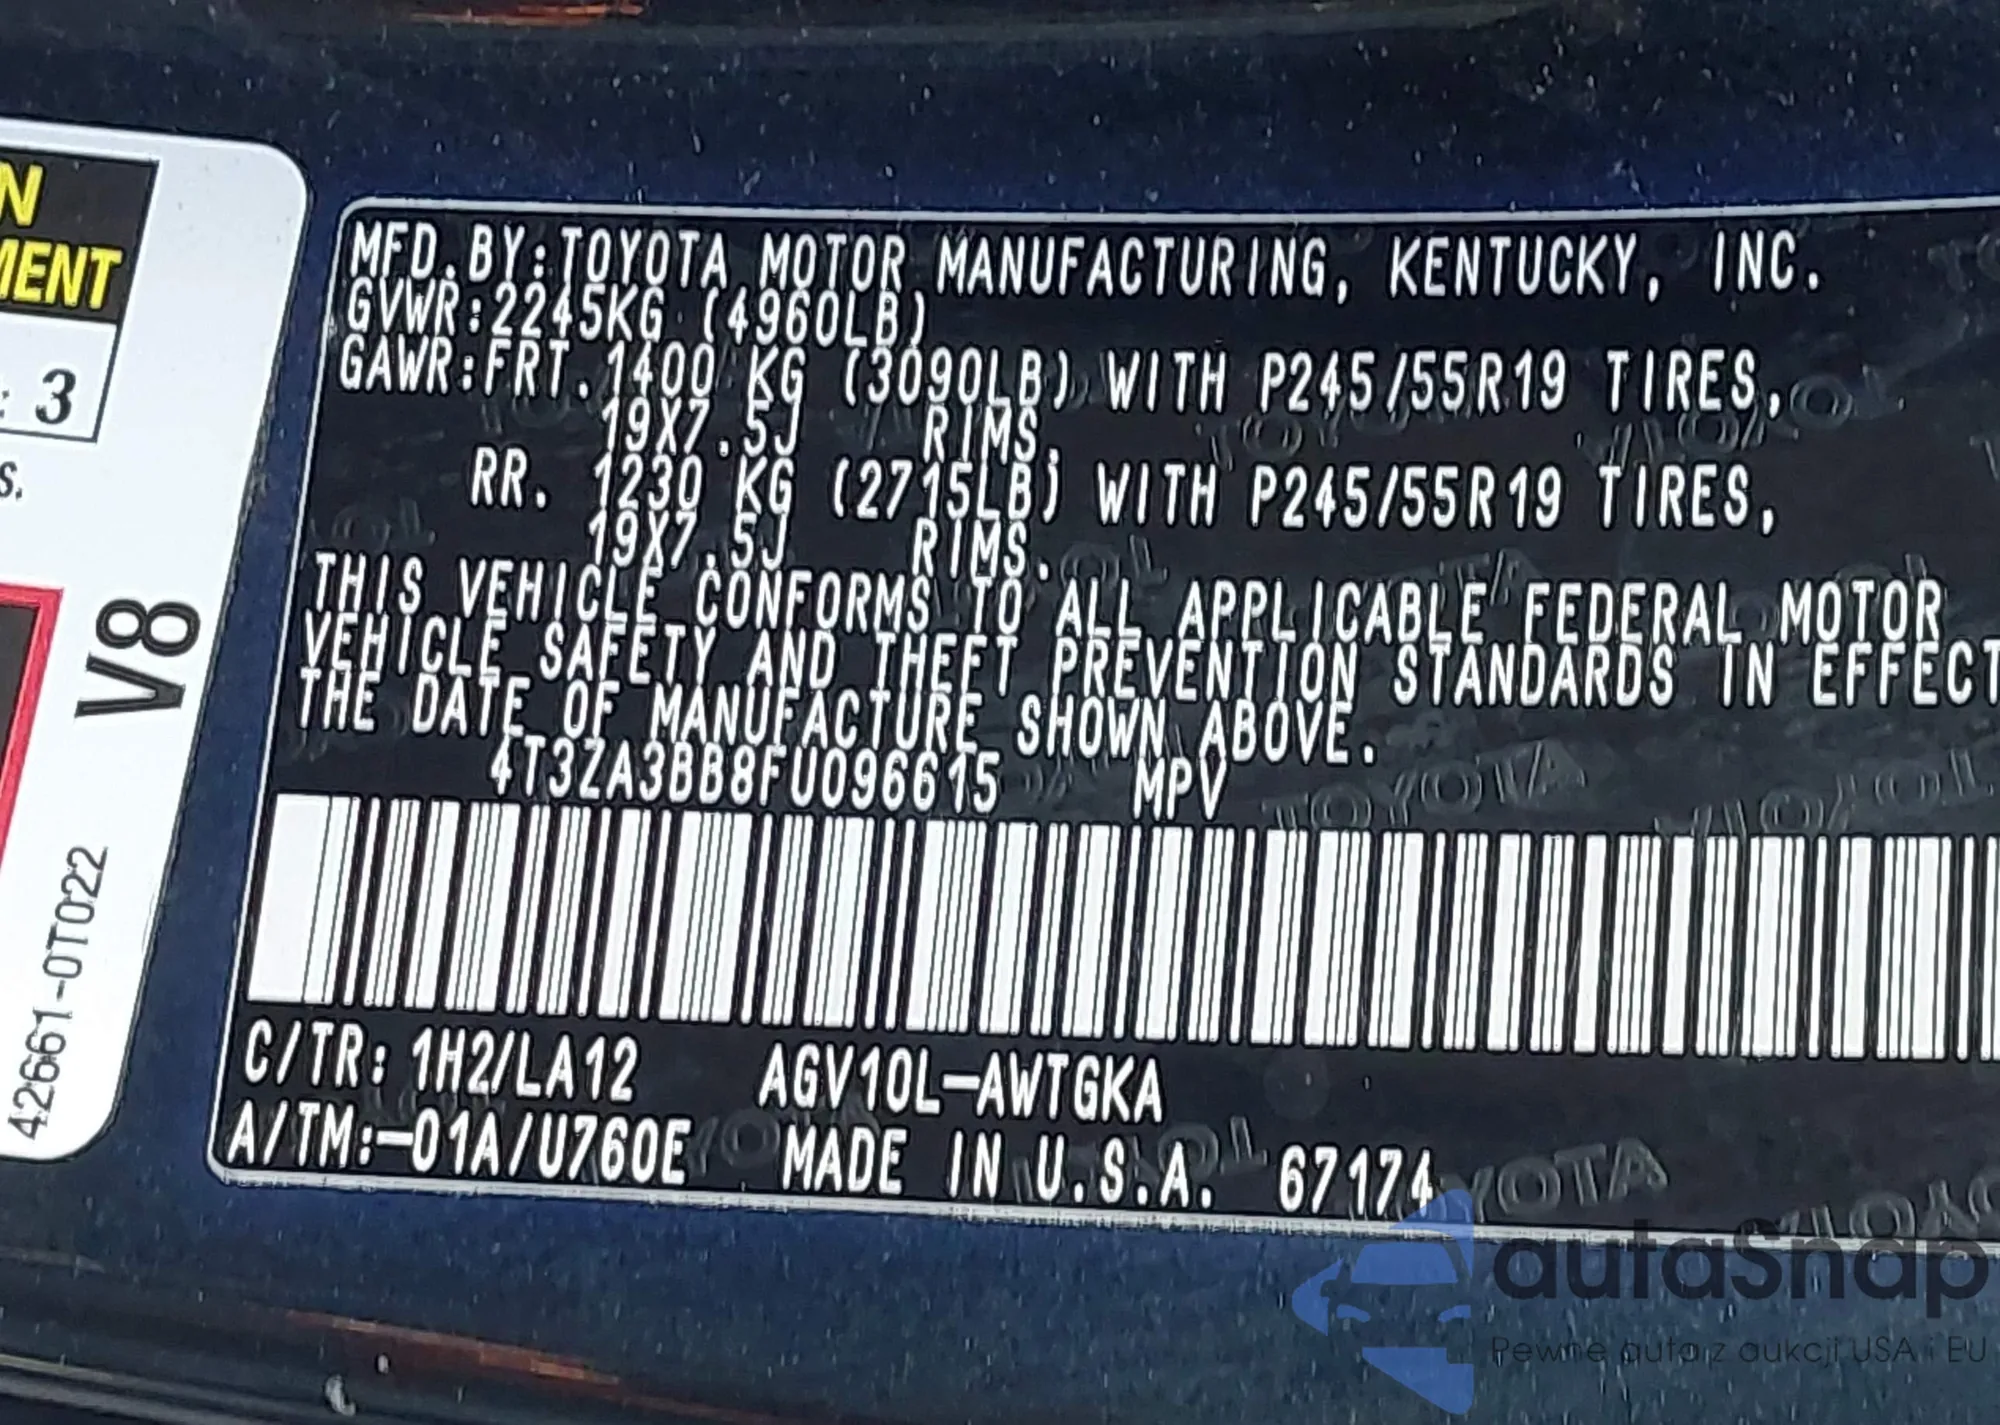 N
MENT
: 3
S.
V8
42661-0T022
MFD. BY: TOYOTA MOTOR MANUFACTURING, KENTUCKY, INC.
GVWR: 2245KG (4960LB)
GAWR: FRT. 1400 KG (3090LB) WITH P245/55R19 TIRES,
19X7.5J RIMS,
RR. 1230 KG (2715LB) WITH P245/55R19 TIRES,
19X7.5J RIMS.
THIS VEHICLE CONFORMS TO ALL APPLICABLE FEDERAL MOTOR
VEHICLE SAFETY AND THEFT PREVENTION STANDARDS IN EFFECT
THE DATE OF MANUFACTURE SHOWN ABOVE.
4T3ZA3BB8FU096615 MPV
C/TR: 1H2/LA12 AGV10L-AWTGKA
A/TM:-01A/U760E MADE IN U.S.A. 67174
autaSnap
Pewne auta z aukcji USA i EU